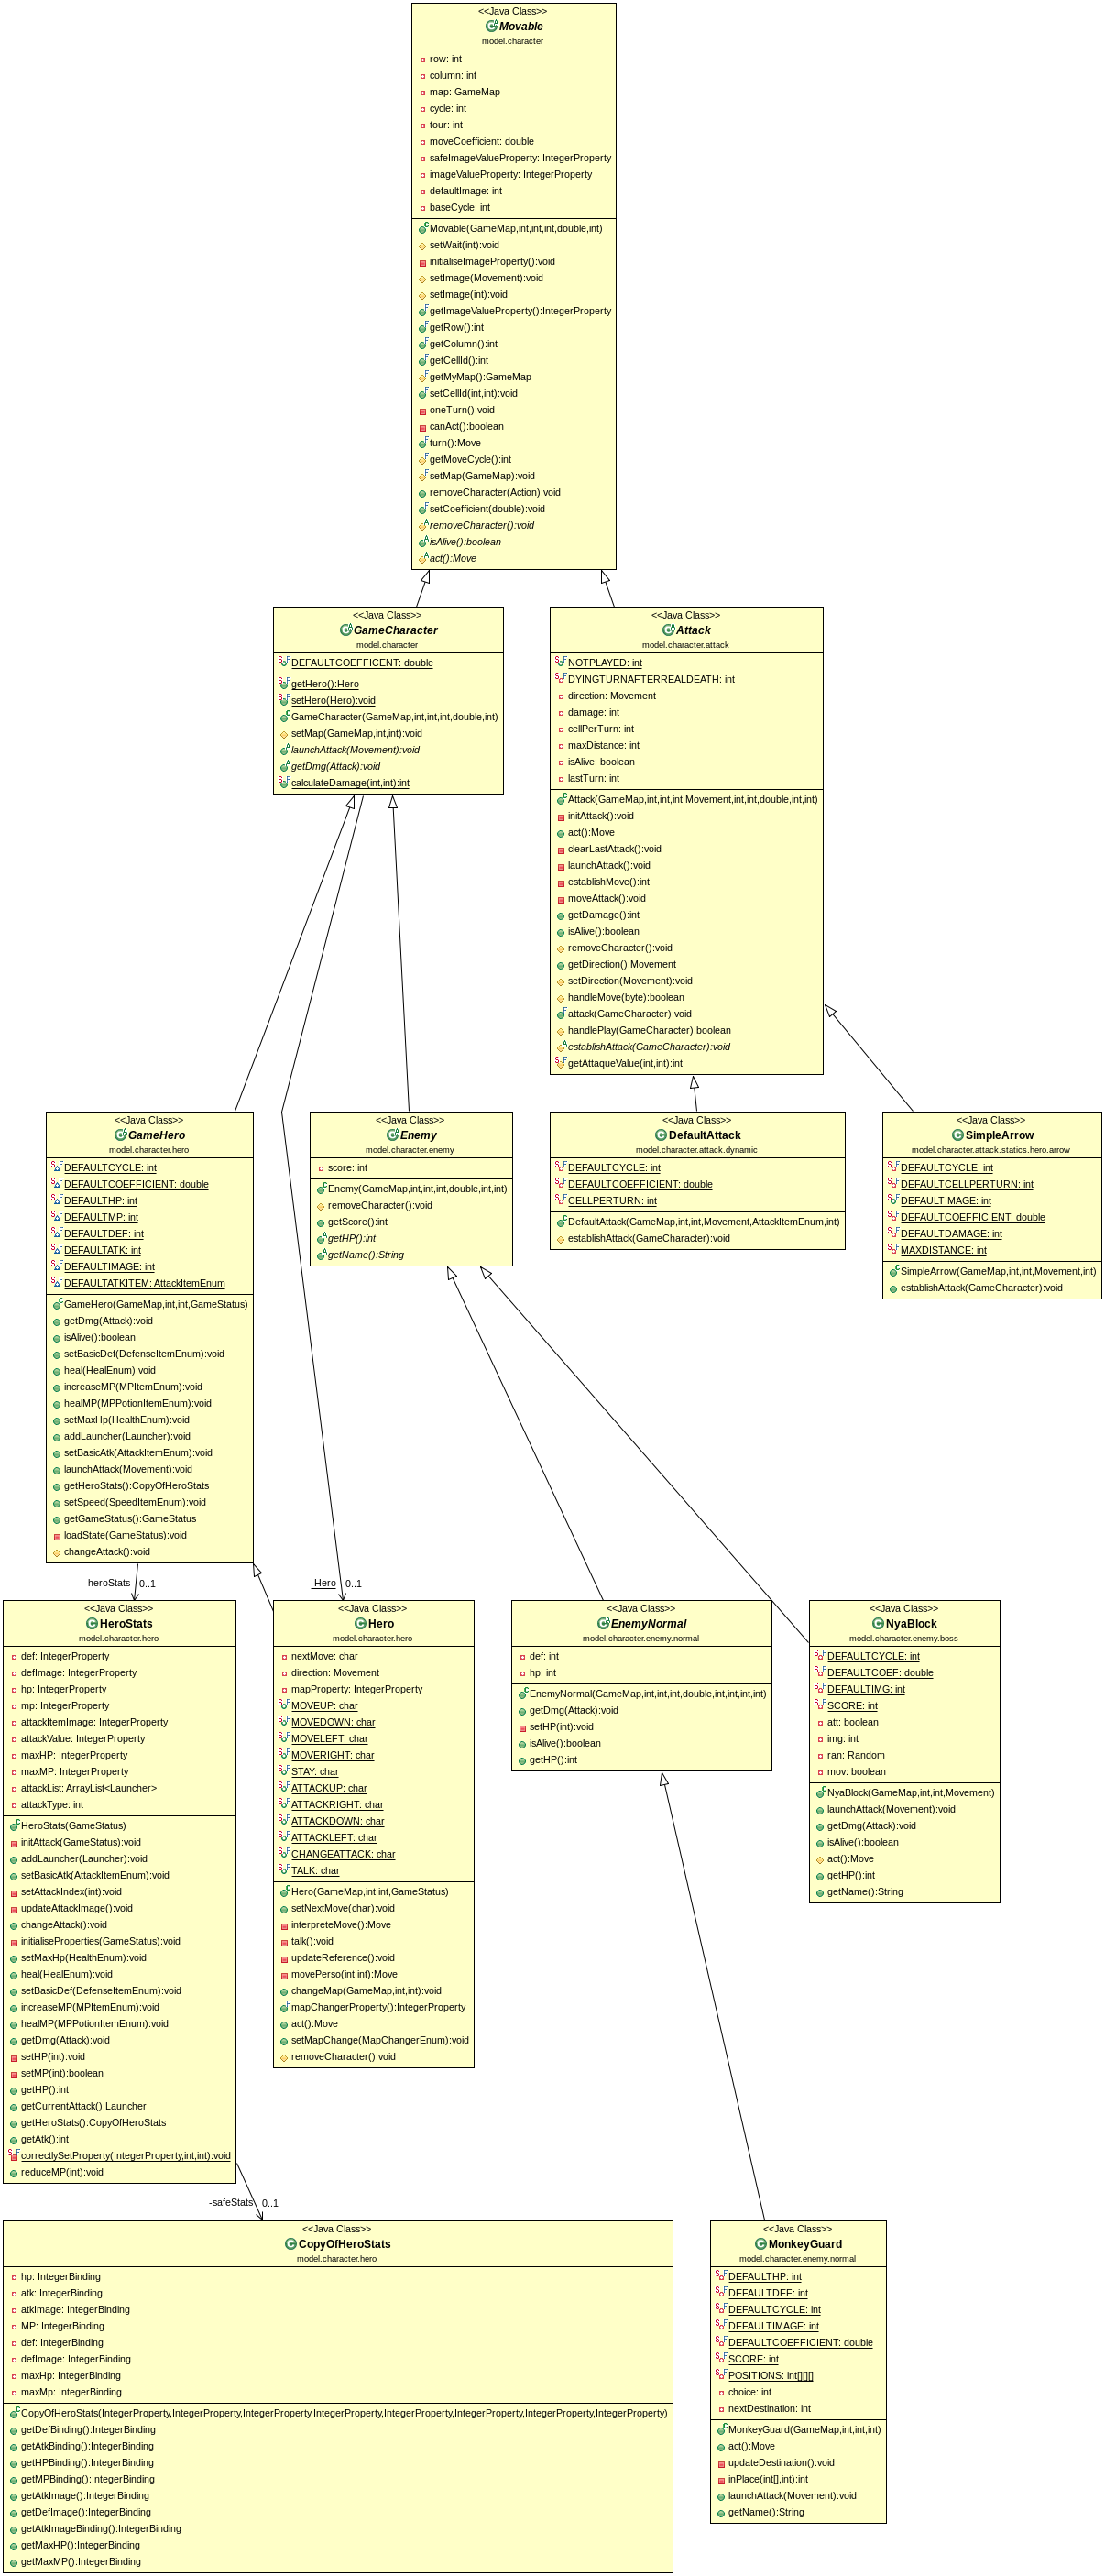 <<Java Class>>
Movable
model.character
row: int
column: int
map: GameMap
cycle: int
tour: int
moveCoefficient: double
safeImageValueProperty: IntegerProperty
imageValueProperty: IntegerProperty
defaultImage: int
baseCycle: int
Movable(GameMap,int,int,int,double,int)
setWait(int):void
initialiseImageProperty():void
setImage(Movement):void
setImage(int):void
getImageValueProperty():IntegerProperty
getRow():int
getColumn():int
getCellId():int
getMyMap():GameMap
setCellId(int,int):void
oneTurn():void
canAct():boolean
turn():Move
getMoveCycle():int
setMap(GameMap):void
removeCharacter(Action):void
setCoefficient(double):void
removeCharacter():void
isAlive():boolean
act():Move
<<Java Class>>
GameCharacter
model.character
DEFAULTCOEFFICENT: double
getHero():Hero
setHero(Hero):void
GameCharacter(GameMap,int,int,int,double,int)
setMap(GameMap,int,int):void
launchAttack(Movement):void
getDmg(Attack):void
calculateDamage(int,int):int
<<Java Class>>
Attack
model.character.attack
NOTPLAYED: int
DYINGTURNAFTERREALDEATH: int
direction: Movement
damage: int
cellPerTurn: int
maxDistance: int
isAlive: boolean
lastTurn: int
Attack(GameMap,int,int,int,Movement,int,int,double,int,int)
initAttack():void
act():Move
clearLastAttack():void
launchAttack():void
establishMove():int
moveAttack():void
getDamage():int
isAlive():boolean
removeCharacter():void
getDirection():Movement
setDirection(Movement):void
handleMove(byte):boolean
attack(GameCharacter):void
handlePlay(GameCharacter):boolean
establishAttack(GameCharacter):void
getAttaqueValue(int,int):int
<<Java Class>>
GameHero
model.character.hero
DEFAULTCYCLE: int
DEFAULTCOEFFICIENT: double
DEFAULTHP: int
DEFAULTMP: int
DEFAULTDEF: int
DEFAULTATK: int
DEFAULTIMAGE: int
DEFAULTATKITEM: AttackItemEnum
GameHero(GameMap,int,int,GameStatus)
getDmg(Attack):void
isAlive():boolean
setBasicDef(DefenseItemEnum):void
heal(HealEnum):void
increaseMP(MPItemEnum):void
healMP(MPPotionItemEnum):void
setMaxHp(HealthEnum):void
addLauncher(Launcher):void
setBasicAtk(AttackItemEnum):void
launchAttack(Movement):void
getHeroStats():CopyOfHeroStats
setSpeed(SpeedItemEnum):void
getGameStatus():GameStatus
loadState(GameStatus):void
changeAttack():void
<<Java Class>>
Enemy
model.character.enemy
score: int
Enemy(GameMap,int,int,int,double,int,int)
removeCharacter():void
getScore():int
getHP():int
getName():String
<<Java Class>>
DefaultAttack
model.character.attack.dynamic
DEFAULTCYCLE: int
DEFAULTCOEFFICIENT: double
CELLPERTURN: int
DefaultAttack(GameMap,int,int,Movement,AttackItemEnum,int)
establishAttack(GameCharacter):void
<<Java Class>>
SimpleArrow
model.character.attack.statics.hero.arrow
DEFAULTCYCLE: int
DEFAULTCELLPERTURN: int
DEFAULTIMAGE: int
DEFAULTCOEFFICIENT: double
DEFAULTDAMAGE: int
MAXDISTANCE: int
SimpleArrow(GameMap,int,int,Movement,int)
establishAttack(GameCharacter):void
-heroStats 0..1
-Hero 0..1
<<Java Class>>
HeroStats
model.character.hero
def: IntegerProperty
defImage: IntegerProperty
hp: IntegerProperty
mp: IntegerProperty
attackItemImage: IntegerProperty
attackValue: IntegerProperty
maxHP: IntegerProperty
maxMP: IntegerProperty
attackList: ArrayList<Launcher>
attackType: int
HeroStats(GameStatus)
initAttack(GameStatus):void
addLauncher(Launcher):void
setBasicAtk(AttackItemEnum):void
setAttackIndex(int):void
updateAttackImage():void
changeAttack():void
initialiseProperties(GameStatus):void
setMaxHp(HealthEnum):void
heal(HealEnum):void
setBasicDef(DefenseItemEnum):void
increaseMP(MPItemEnum):void
healMP(MPPotionItemEnum):void
getDmg(Attack):void
setHP(int):void
setMP(int):boolean
getHP():int
getCurrentAttack():Launcher
getHeroStats():CopyOfHeroStats
getAtk():int
correctlySetProperty(IntegerProperty,int,int):void
reduceMP(int):void
<<Java Class>>
Hero
model.character.hero
nextMove: char
direction: Movement
mapProperty: IntegerProperty
MOVEUP: char
MOVEDOWN: char
MOVELEFT: char
MOVERIGHT: char
STAY: char
ATTACKUP: char
ATTACKRIGHT: char
ATTACKDOWN: char
ATTACKLEFT: char
CHANGEATTACK: char
TALK: char
Hero(GameMap,int,int,GameStatus)
setNextMove(char):void
interpreteMove():Move
talk():void
updateReference():void
movePerso(int,int):Move
changeMap(GameMap,int,int):void
mapChangerProperty():IntegerProperty
act():Move
setMapChange(MapChangerEnum):void
removeCharacter():void
<<Java Class>>
EnemyNormal
model.character.enemy.normal
def: int
hp: int
EnemyNormal(GameMap,int,int,int,double,int,int,int,int)
getDmg(Attack):void
setHP(int):void
isAlive():boolean
getHP():int
<<Java Class>>
NyaBlock
model.character.enemy.boss
DEFAULTCYCLE: int
DEFAULTCOEF: double
DEFAULTIMG: int
SCORE: int
att: boolean
img: int
ran: Random
mov: boolean
NyaBlock(GameMap,int,int,Movement)
launchAttack(Movement):void
getDmg(Attack):void
isAlive():boolean
act():Move
getHP():int
getName():String
-safeStats 0..1
<<Java Class>>
CopyOfHeroStats
model.character.hero
hp: IntegerBinding
atk: IntegerBinding
atkImage: IntegerBinding
MP: IntegerBinding
def: IntegerBinding
defImage: IntegerBinding
maxHp: IntegerBinding
maxMp: IntegerBinding
CopyOfHeroStats(IntegerProperty,IntegerProperty,IntegerProperty,IntegerProperty,IntegerProperty,IntegerProperty,IntegerProperty,IntegerProperty)
getDefBinding():IntegerBinding
getAtkBinding():IntegerBinding
getHPBinding():IntegerBinding
getMPBinding():IntegerBinding
getAtkImage():IntegerBinding
getDefImage():IntegerBinding
getAtkImageBinding():IntegerBinding
getMaxHP():IntegerBinding
getMaxMP():IntegerBinding
<<Java Class>>
MonkeyGuard
model.character.enemy.normal
DEFAULTHP: int
DEFAULTDEF: int
DEFAULTCYCLE: int
DEFAULTIMAGE: int
DEFAULTCOEFFICIENT: double
SCORE: int
POSITIONS: int[][][]
choice: int
nextDestination: int
MonkeyGuard(GameMap,int,int,int)
act():Move
updateDestination():void
inPlace(int[],int):int
launchAttack(Movement):void
getName():String